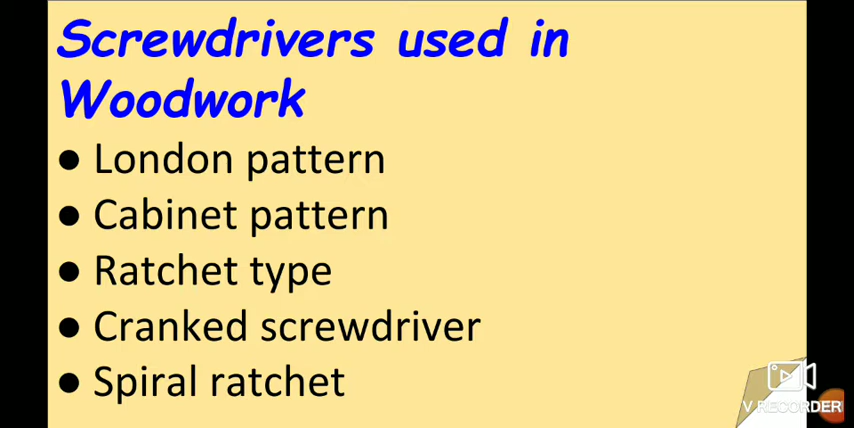 Screwdrivers used in
Woodwork
● London pattern
● Cabinet pattern
● Ratchet type
● Cranked screwdriver
● Spiral ratchet
V RECORDER